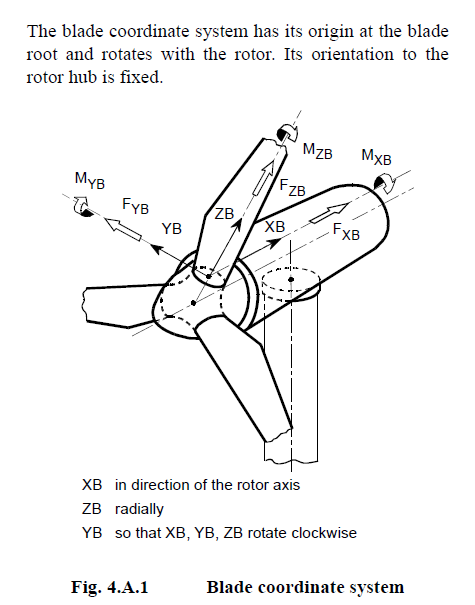 The blade coordinate system has its origin at the blade
root and rotates with the rotor. Its orientation to the
rotor hub is fixed.
MZB
MXB
MYB
FZB
FYB
ZB
YB
XB
FXB
XB in direction of the rotor axis
ZB radially
YB so that XB, YB, ZB rotate clockwise
Fig. 4.A.1 Blade coordinate system